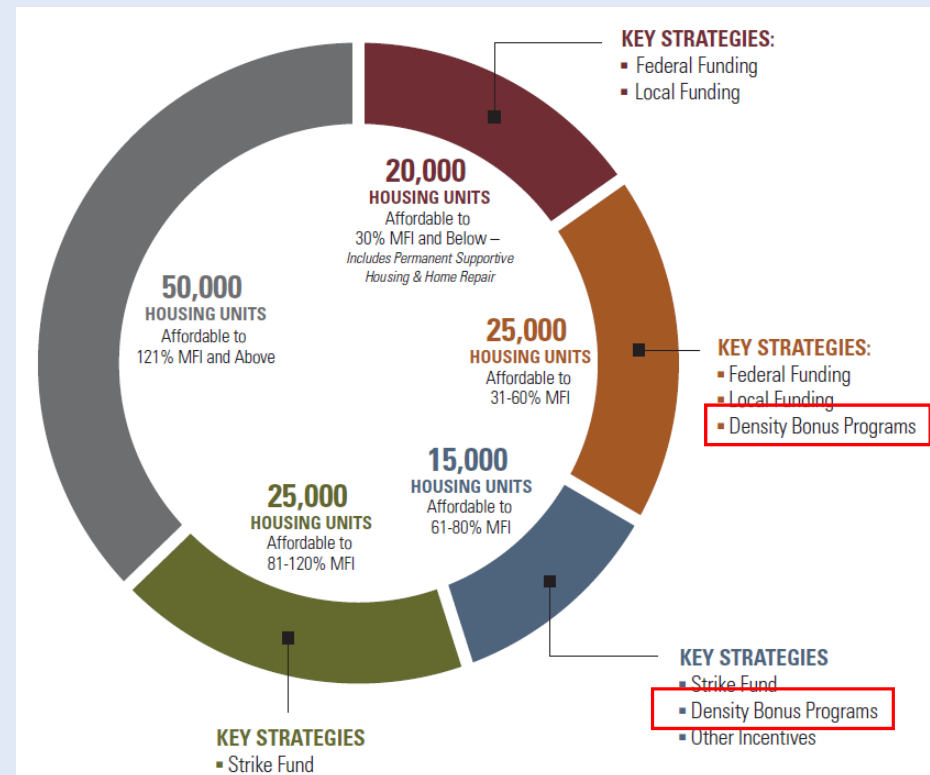 KEY STRATEGIES:
▪ Federal Funding
▪ Local Funding
20,000
HOUSING UNITS
Affordable to
30% MFI and Below –
Includes Permanent Supportive
Housing & Home Repair
50,000
HOUSING UNITS
Affordable to
121% MFI and Above
25,000
HOUSING UNITS
Affordable to
31-60% MFI
KEY STRATEGIES:
▪ Federal Funding
▪ Local Funding
▪ Density Bonus Programs
15,000
HOUSING UNITS
Affordable to
61-80% MFI
25,000
HOUSING UNITS
Affordable to
81-120% MFI
KEY STRATEGIES
▪ Strike Fund
▪ Density Bonus Programs
▪ Other Incentives
KEY STRATEGIES
▪ Strike Fund